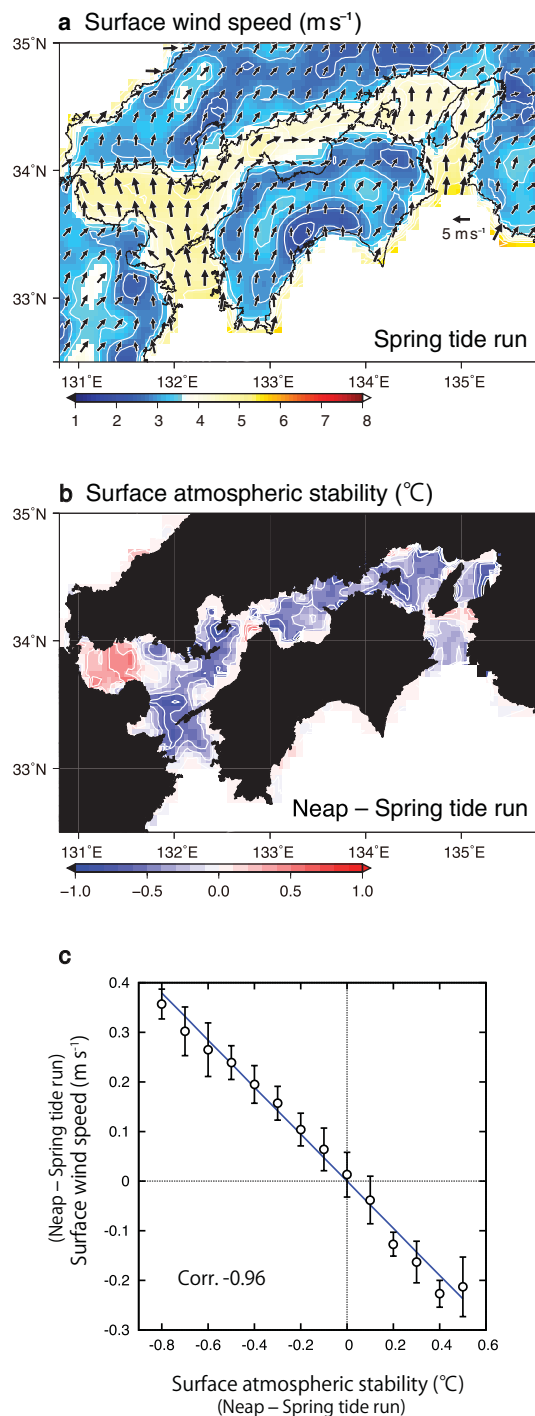 a Surface wind speed (m s⁻¹)
35°N
34°N
33°N
5 m s⁻¹
Spring tide run
131°E 132°E 133°E 134°E 135°E
1 2 3 4 5 6 7 8
b Surface atmospheric stability (°C)
35°N
34°N
33°N
Neap – Spring tide run
131°E 132°E 133°E 134°E 135°E
−1.0 −0.5 0.0 0.5 1.0
c
(Neap – Spring tide run)
Surface wind speed (m s⁻¹)
0.4
0.3
0.2
0.1
0
-0.1
-0.2
-0.3
Corr. -0.96
-0.8 -0.6 -0.4 -0.2 0 0.2 0.4 0.6
Surface atmospheric stability (°C)
(Neap – Spring tide run)